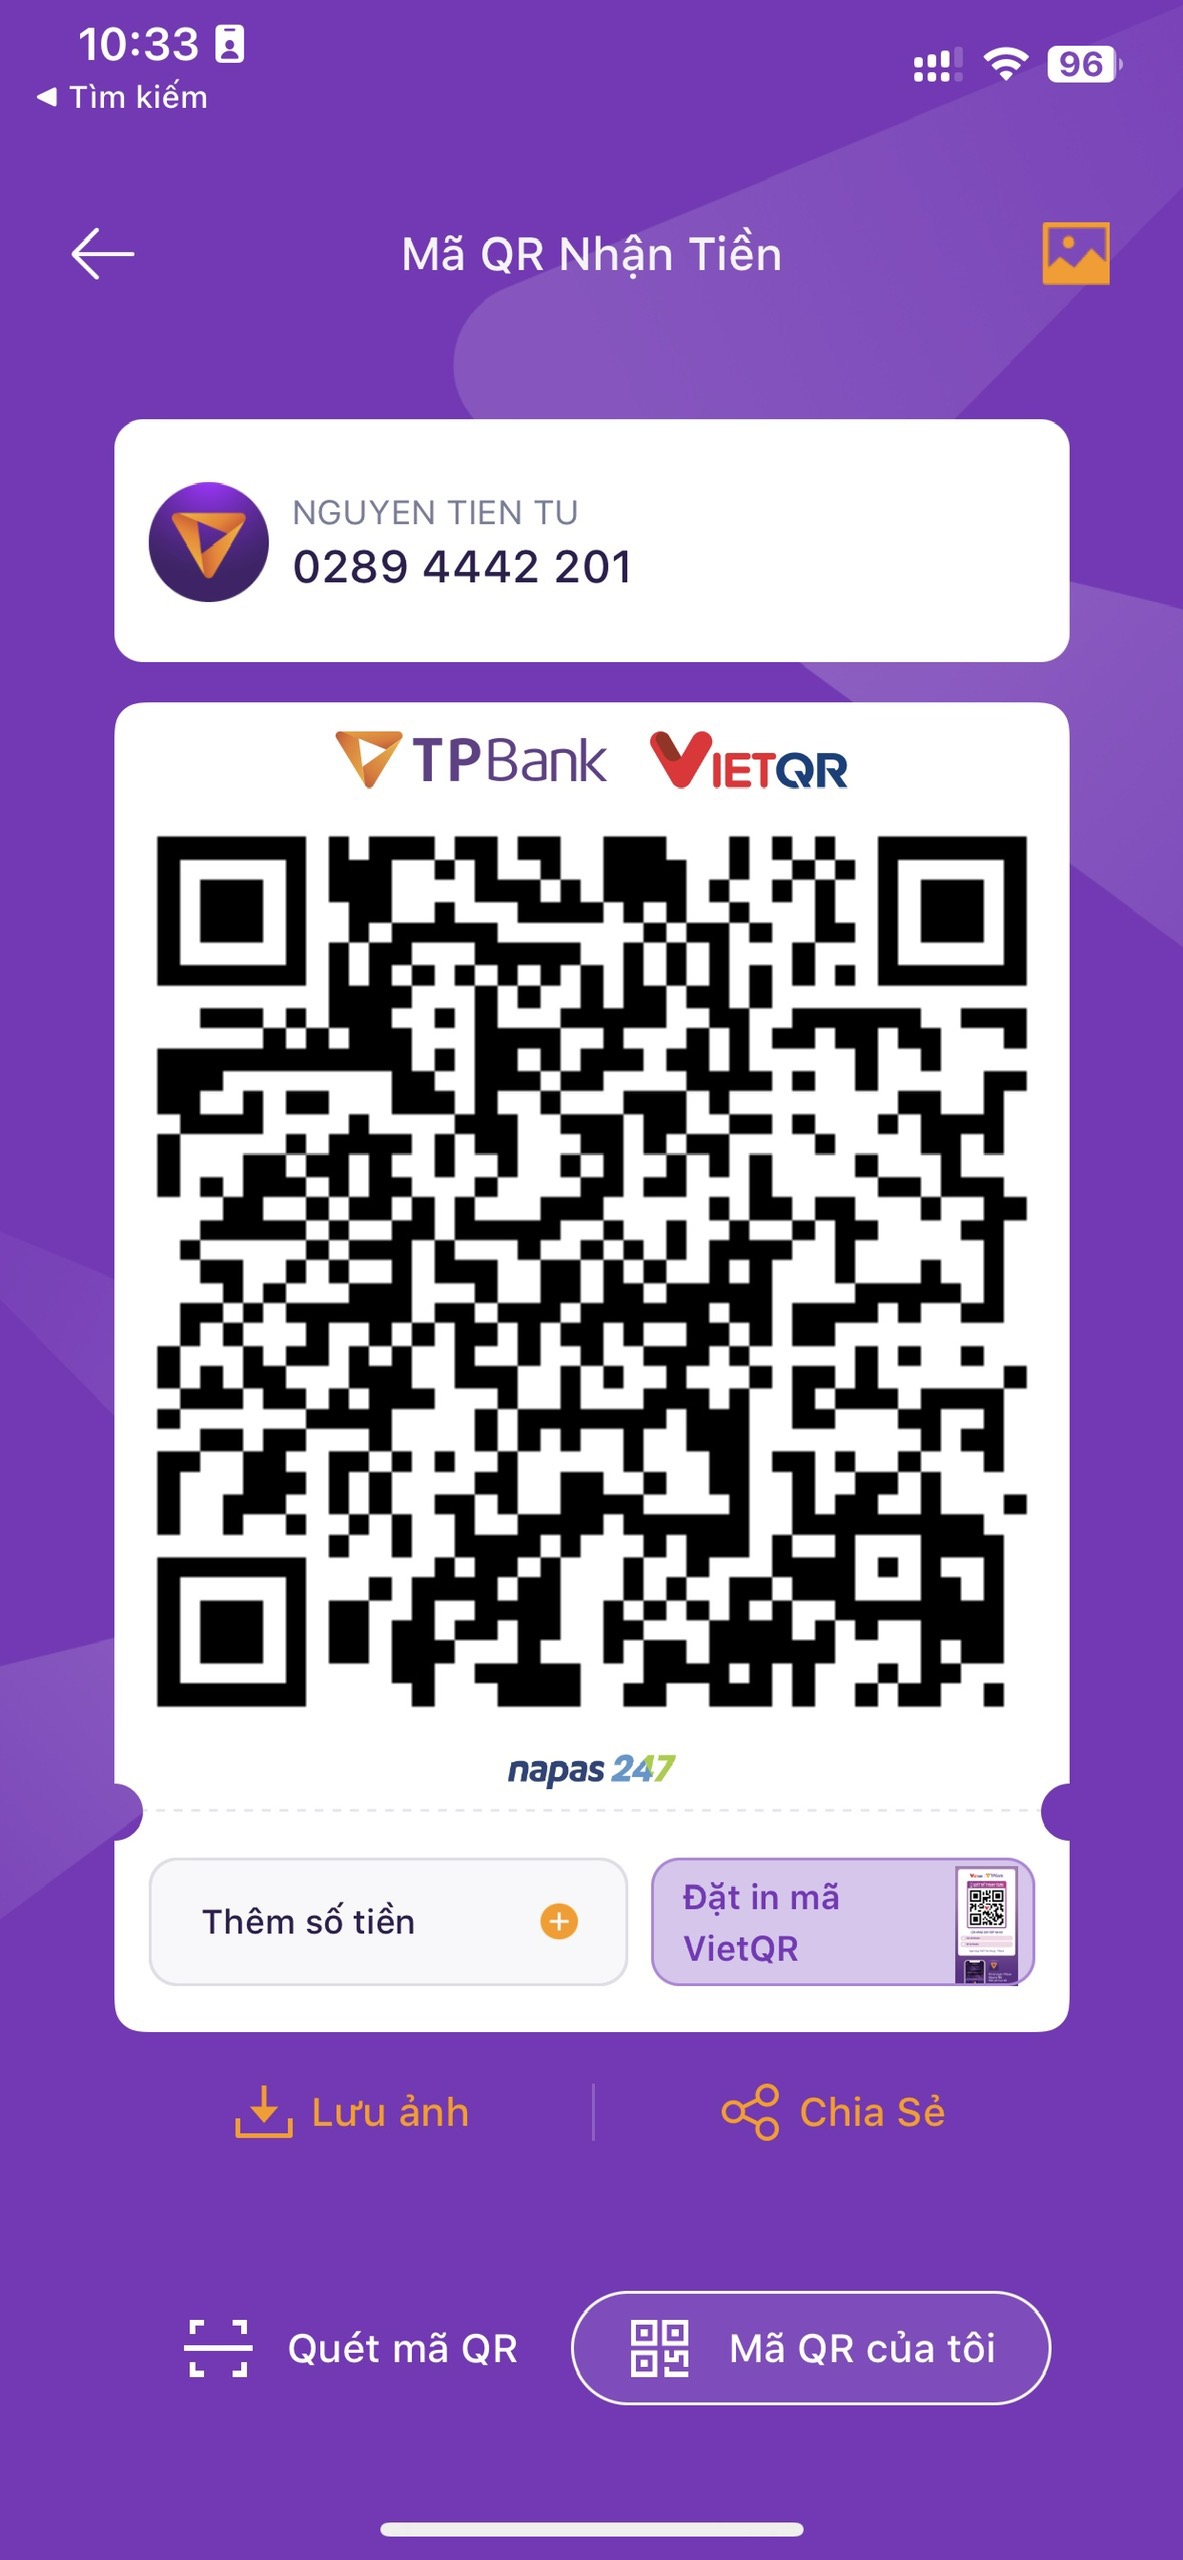 10:33
96
Tìm kiếm
Mã QR Nhận Tiền
NGUYEN TIEN TU
0289 4442 201
TPBank VIETQR
napas 247
Thêm số tiền
Đặt in mã
VietQR
Lưu ảnh
Chia Sẻ
Quét mã QR
Mã QR của tôi